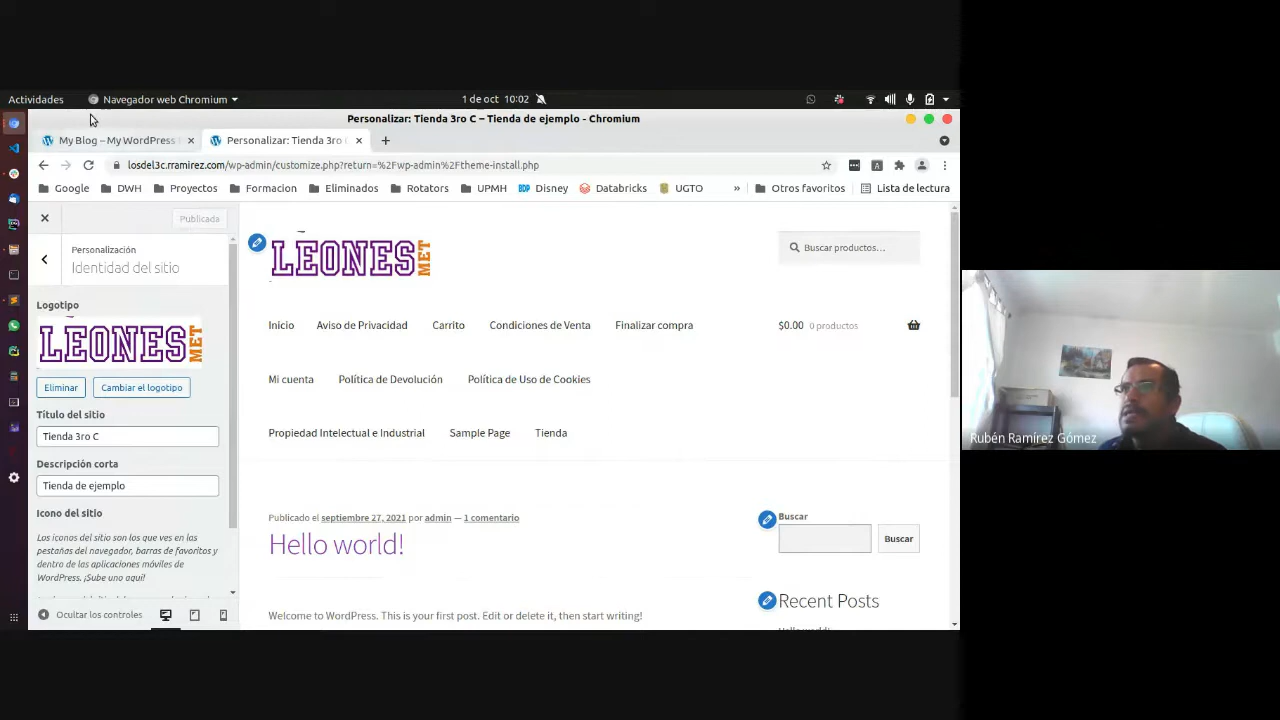 Actividades Navegador web Chromium 1 de oct 10:02
Personalizar: Tienda 3ro C – Tienda de ejemplo - Chromium
My Blog – My WordPress Personalizar: Tienda 3ro
losdel3c.rramirez.com/wp-admin/customize.php?return=%2Fwp-admin%2Ftheme-install.php
Google DWH Proyectos Formacion Eliminados Rotators UPMH BDP Disney Databricks UGTO » Otros favoritos Lista de lectura
Publicada
Personalización
Identidad del sitio
Logotipo
LEONES MET
Eliminar Cambiar el logotipo
Título del sitio
Tienda 3ro C
Descripción corta
Tienda de ejemplo
Icono del sitio
Los iconos del sitio son los que ves en las
pestañas del navegador, barras de favoritos y
dentro de las aplicaciones móviles de
WordPress. ¡Sube uno aquí!
Ocultar los controles
LEONES MET
Buscar productos...
Inicio Aviso de Privacidad Carrito Condiciones de Venta Finalizar compra
$0.00 0 productos
Mi cuenta Política de Devolución Política de Uso de Cookies
Propiedad Intelectual e Industrial Sample Page Tienda
Publicado el septiembre 27, 2021 por admin — 1 comentario
Hello world!
Welcome to WordPress. This is your first post. Edit or delete it, then start writing!
Buscar
Buscar
Recent Posts
Hello world!
Rubén Ramírez Gómez